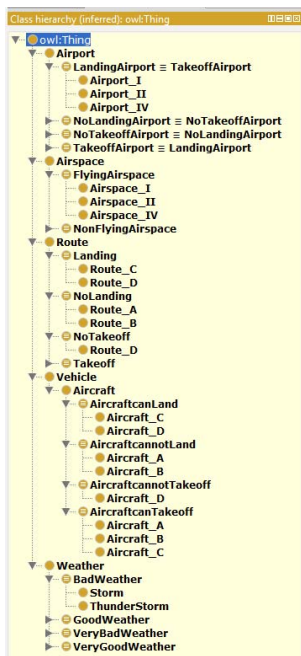 Class hierarchy (inferred): owl:Thing
owl:Thing
Airport
LandingAirport ≡ TakeoffAirport
Airport_I
Airport_II
Airport_IV
NoLandingAirport ≡ NoTakeoffAirport
NoTakeoffAirport ≡ NoLandingAirport
TakeoffAirport ≡ LandingAirport
Airspace
FlyingAirspace
Airspace_I
Airspace_II
Airspace_IV
NonFlyingAirspace
Route
Landing
Route_C
Route_D
NoLanding
Route_A
Route_B
NoTakeoff
Route_D
Takeoff
Vehicle
Aircraft
AircraftcanLand
Aircraft_C
Aircraft_D
AircraftcannotLand
Aircraft_A
Aircraft_B
AircraftcannotTakeoff
Aircraft_D
AircraftcanTakeoff
Aircraft_A
Aircraft_B
Aircraft_C
Weather
BadWeather
Storm
ThunderStorm
GoodWeather
VeryBadWeather
VeryGoodWeather